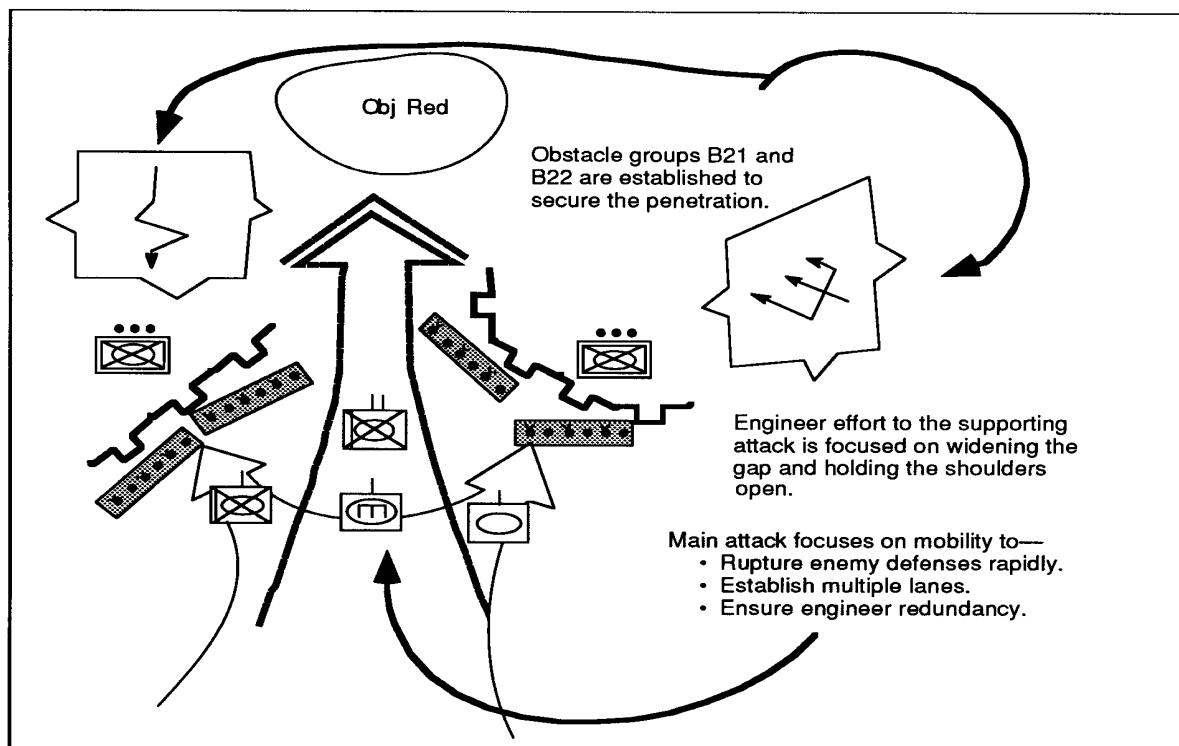 Obj Red
Obstacle groups B21 and
B22 are established to
secure the penetration.
Engineer effort to the supporting
attack is focused on widening the
gap and holding the shoulders
open.
Main attack focuses on mobility to—
• Rupture enemy defenses rapidly.
• Establish multiple lanes.
• Ensure engineer redundancy.